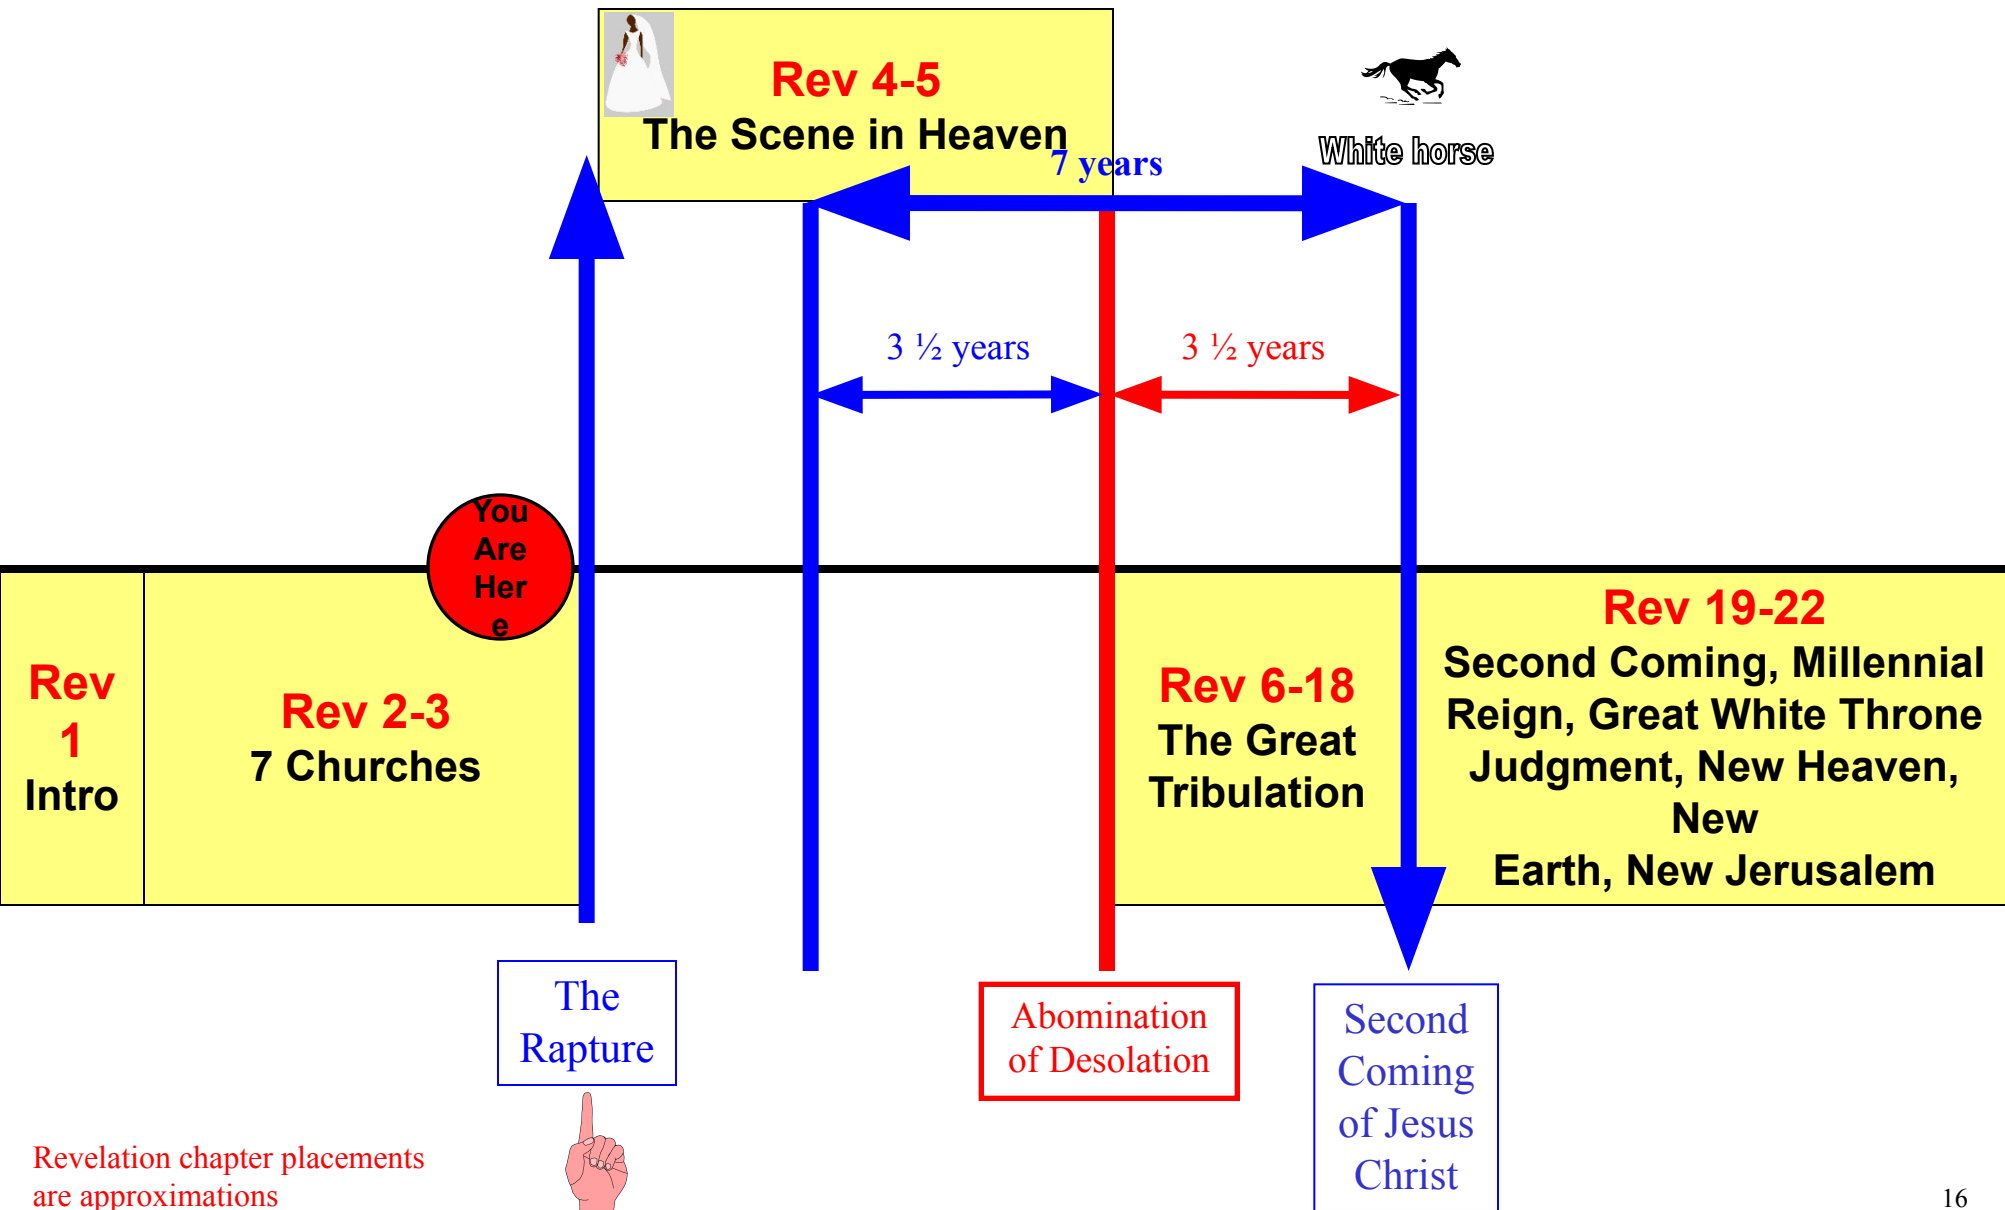 Rev 4-5
The Scene in Heaven
7 years
White horse
3 ½ years
3 ½ years
You
Are
Her
e
Rev
1
Intro
Rev 2-3
7 Churches
Rev 6-18
The Great
Tribulation
Rev 19-22
Second Coming, Millennial
Reign, Great White Throne
Judgment, New Heaven,
New
Earth, New Jerusalem
The
Rapture
Abomination
of Desolation
Second
Coming
of Jesus
Christ
Revelation chapter placements
are approximations
16